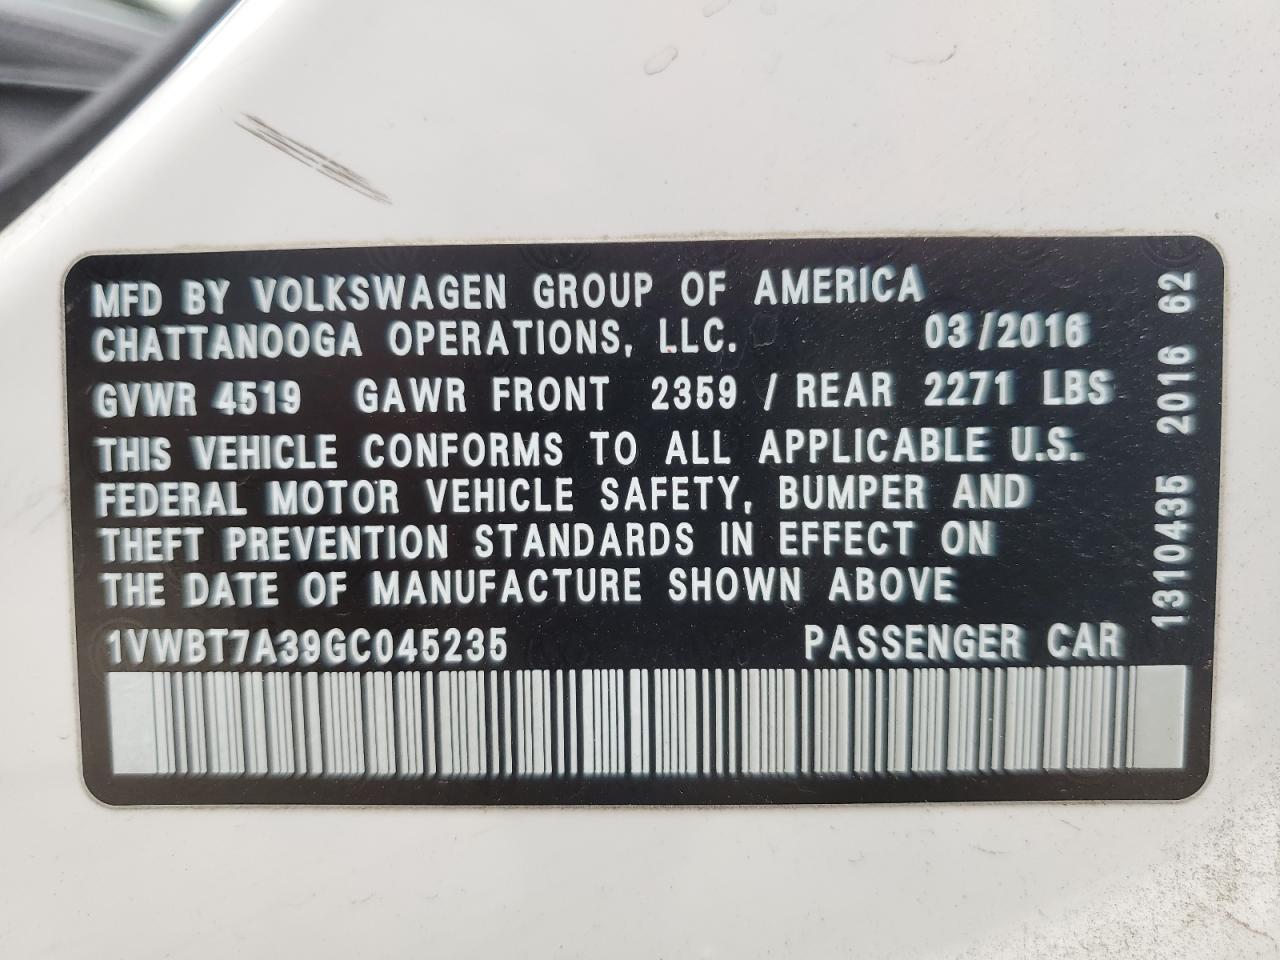 MFD BY VOLKSWAGEN GROUP OF AMERICA
CHATTANOOGA OPERATIONS, LLC. 03/2016
GVWR 4519 GAWR FRONT 2359 / REAR 2271 LBS
THIS VEHICLE CONFORMS TO ALL APPLICABLE U.S.
FEDERAL MOTOR VEHICLE SAFETY, BUMPER AND
THEFT PREVENTION STANDARDS IN EFFECT ON
THE DATE OF MANUFACTURE SHOWN ABOVE
1VWBT7A39GC045235 PASSENGER CAR
1310435 2016 62